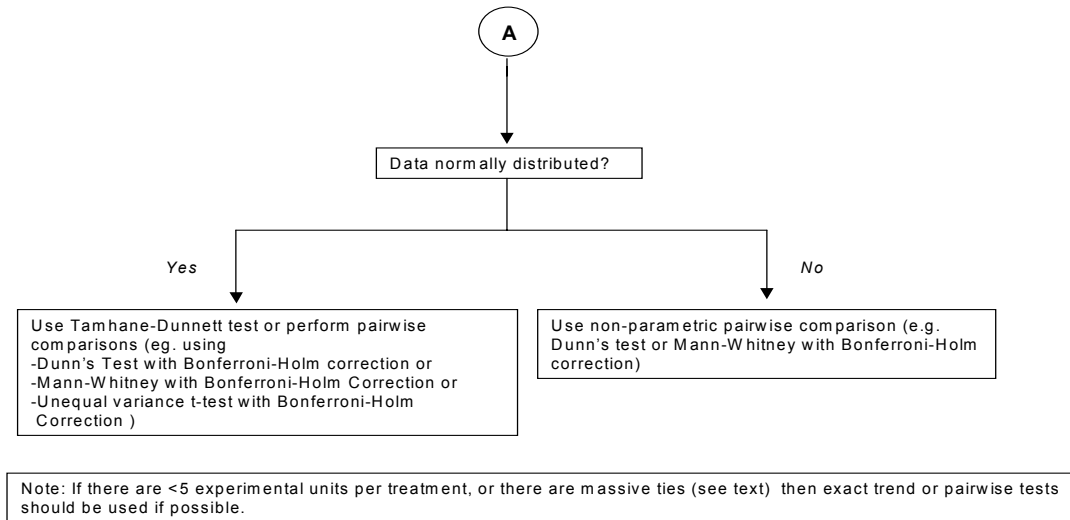 A
Data normally distributed?
Yes
No
Use Tamhane-Dunnett test or perform pairwise
comparisons (eg. using
-Dunn's Test with Bonferroni-Holm correction or
-Mann-Whitney with Bonferroni-Holm Correction or
-Unequal variance t-test with Bonferroni-Holm
Correction )
Use non-parametric pairwise comparison (e.g.
Dunn's test or Mann-Whitney with Bonferroni-Holm
correction)
Note: If there are <5 experimental units per treatment, or there are massive ties (see text) then exact trend or pairwise tests
should be used if possible.